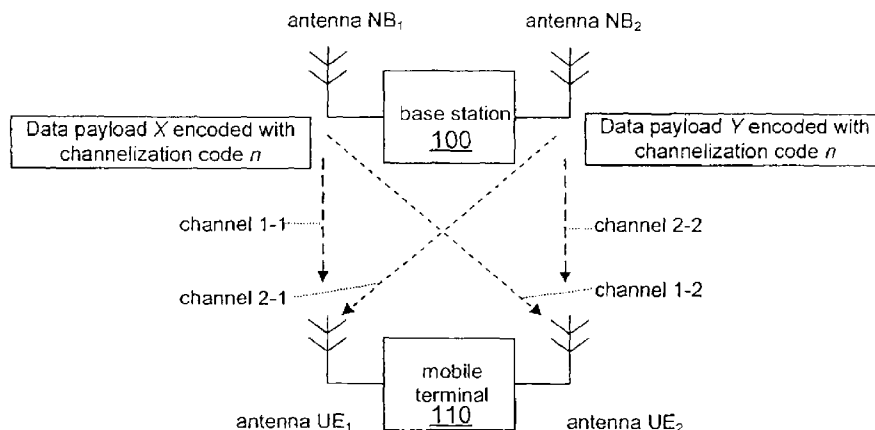 antenna NB₁
antenna NB₂
base station
100
Data payload X encoded with
channelization code n
Data payload Y encoded with
channelization code n
channel 1-1
channel 2-2
channel 2-1
channel 1-2
mobile
terminal
110
antenna UE₁
antenna UE₂